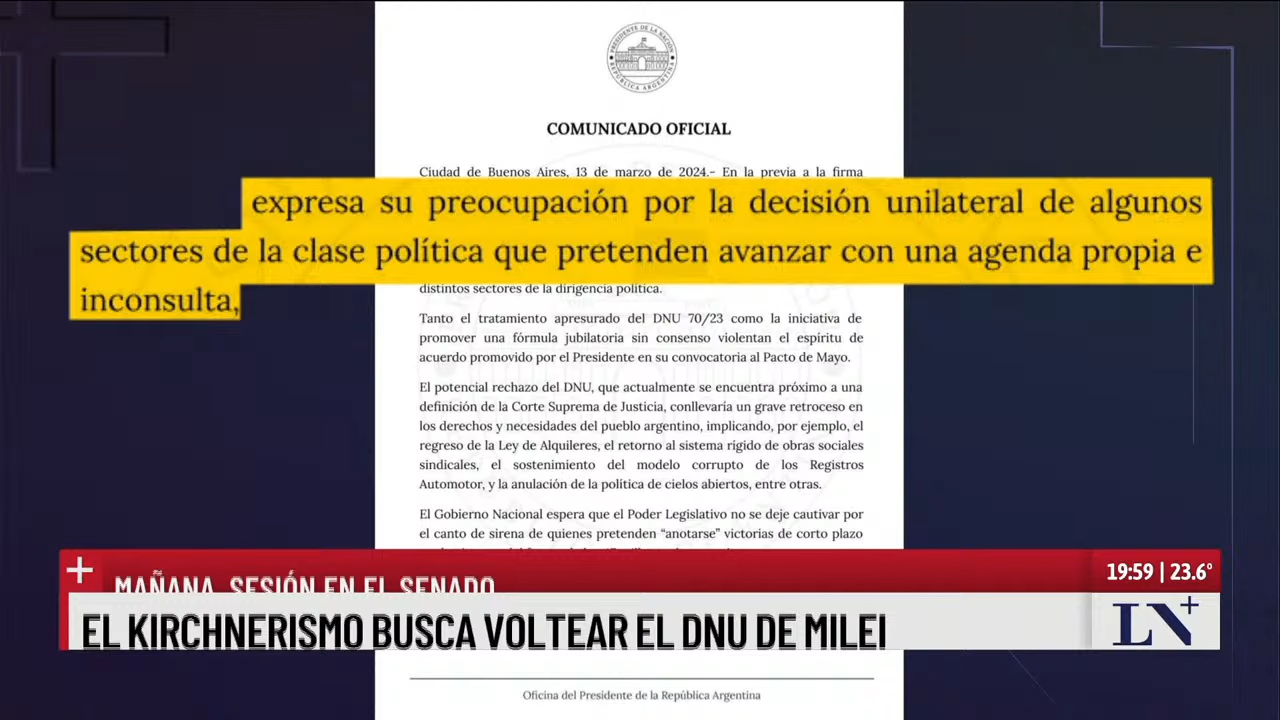 PRESIDENTE DE LA NACIÓN
REPÚBLICA ARGENTINA
COMUNICADO OFICIAL
Ciudad de Buenos Aires, 13 de marzo de 2024.- En la previa a la firma
expresa su preocupación por la decisión unilateral de algunos
sectores de la clase política que pretenden avanzar con una agenda propia e
inconsulta,
distintos sectores de la dirigencia política.
Tanto el tratamiento apresurado del DNU 70/23 como la iniciativa de
promover una fórmula jubilatoria sin consenso violentan el espíritu de
acuerdo promovido por el Presidente en su convocatoria al Pacto de Mayo.
El potencial rechazo del DNU, que actualmente se encuentra próximo a una
definición de la Corte Suprema de Justicia, conllevaría un grave retroceso en
los derechos y necesidades del pueblo argentino, implicando, por ejemplo, el
regreso de la Ley de Alquileres, el retorno al sistema rígido de obras sociales
sindicales, el sostenimiento del modelo corrupto de los Registros
Automotor, y la anulación de la política de cielos abiertos, entre otras.
El Gobierno Nacional espera que el Poder Legislativo no se deje cautivar por
el canto de sirena de quienes pretenden “anotarse” victorias de corto plazo
MAÑANA, SESIÓN EN EL SENADO
19:59 | 23.6°
EL KIRCHNERISMO BUSCA VOLTEAR EL DNU DE MILEI
LN+
Oficina del Presidente de la República Argentina